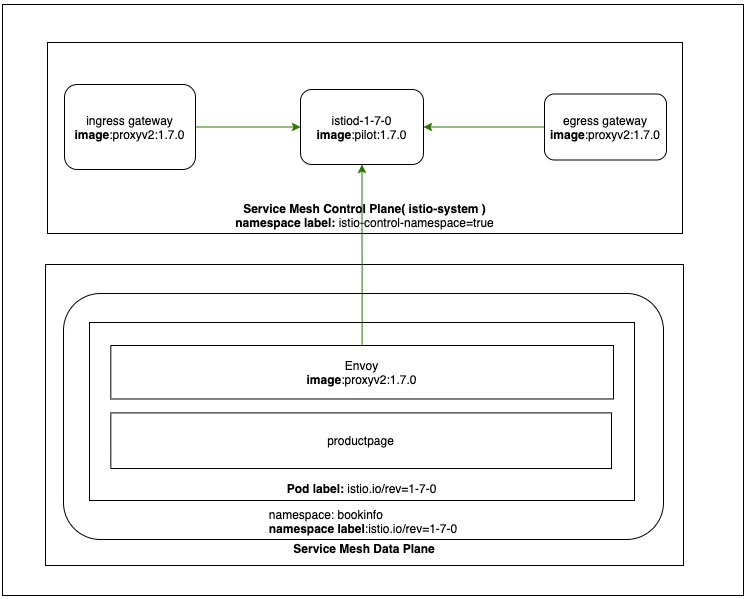 ingress gateway
image:proxyv2:1.7.0
istiod-1-7-0
image:pilot:1.7.0
egress gateway
image:proxyv2:1.7.0
Service Mesh Control Plane( istio-system )
namespace label: istio-control-namespace=true
Envoy
image:proxyv2:1.7.0
productpage
Pod label: istio.io/rev=1-7-0
namespace: bookinfo
namespace label:istio.io/rev=1-7-0
Service Mesh Data Plane